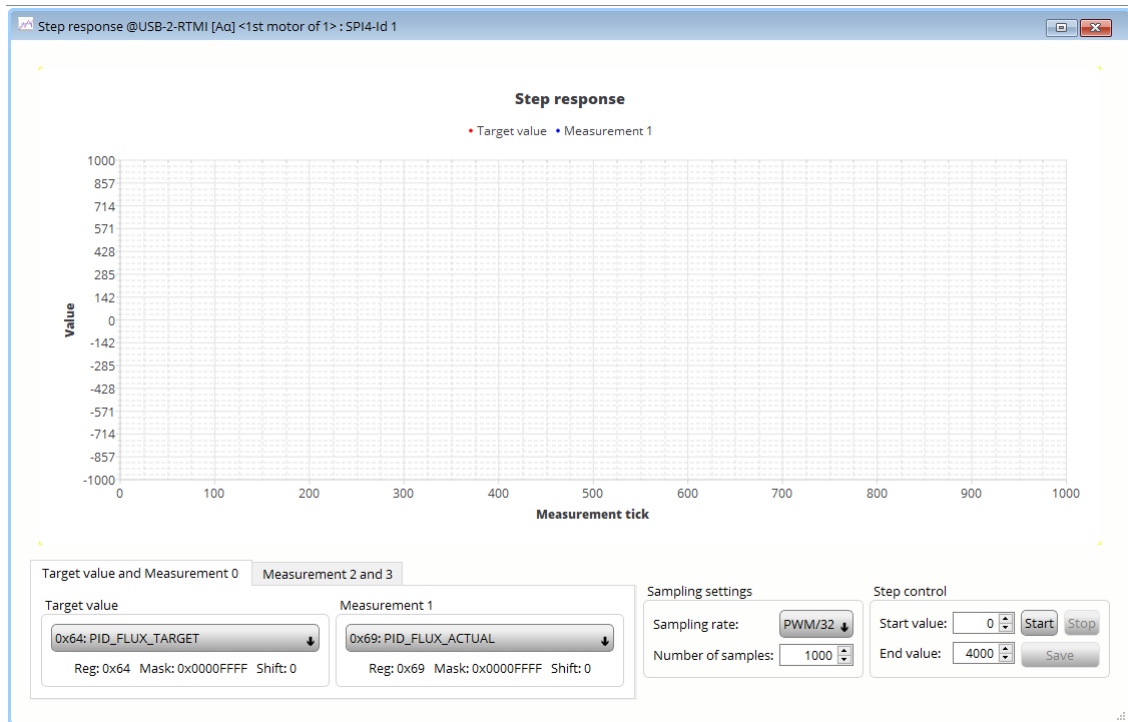 Step response @USB-2-RTMI [Aα] <1st motor of 1> : SPI4-Id 1
Step response
Target value Measurement 1
1000
857
714
571
428
285
142
0
-142
-285
-428
-571
-714
-857
-1000
Value
0 100 200 300 400 500 600 700 800 900 1000
Measurement tick
Target value and Measurement 0 Measurement 2 and 3
Target value Measurement 1
0x64: PID_FLUX_TARGET 0x69: PID_FLUX_ACTUAL
Reg: 0x64 Mask: 0x0000FFFF Shift: 0 Reg: 0x69 Mask: 0x0000FFFF Shift: 0
Sampling settings
Sampling rate: PWM/32
Number of samples: 1000
Step control
Start value: 0 Start Stop
End value: 4000 Save